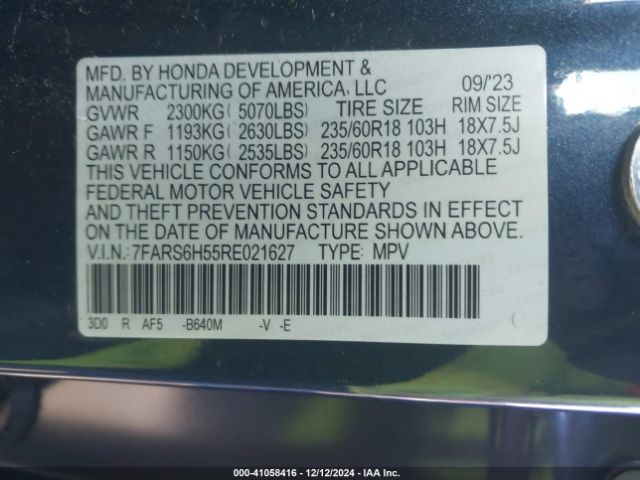 MFD. BY HONDA DEVELOPMENT &
MANUFACTURING OF AMERICA, LLC 09/'23
GVWR 2300KG( 5070LBS) TIRE SIZE RIM SIZE
GAWR F 1193KG( 2630LBS) 235/60R18 103H 18X7.5J
GAWR R 1150KG( 2535LBS) 235/60R18 103H 18X7.5J
THIS VEHICLE CONFORMS TO ALL APPLICABLE
FEDERAL MOTOR VEHICLE SAFETY
AND THEFT PREVENTION STANDARDS IN EFFECT
ON THE DATE OF MANUFACTURE SHOWN ABOVE.
V.I.N.: 7FARS6H55RE021627 TYPE: MPV
3D0 R AF5 -B640M -V -E
000-41058416 - 12/12/2024 - IAA Inc.